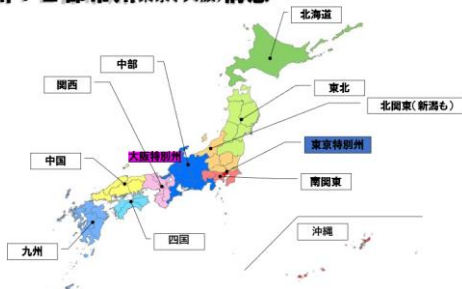 北海道
中部
関西
東北
北関東(新潟も)
大阪特別州
東京特別州
中国
南関東
九州
四国
沖縄